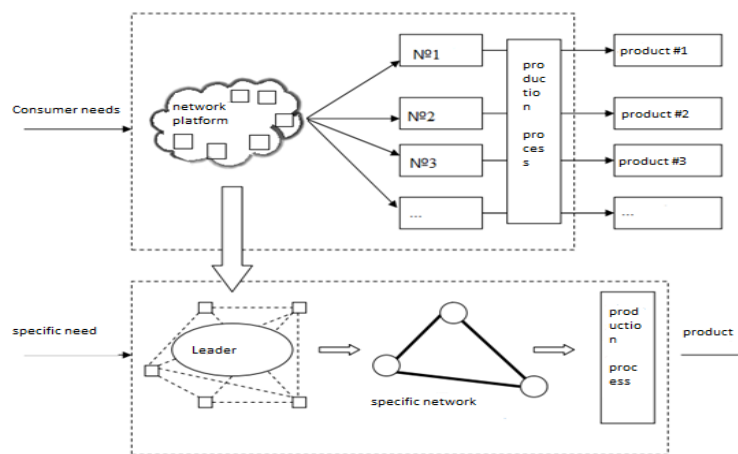 Consumer needs
network
platform
№1
№2
№3
...
pro
duc
tio
n
pro
ces
s
product #1
product #2
product #3
...
specific need
Leader
specific network
prod
uctio
n
proc
ess
product